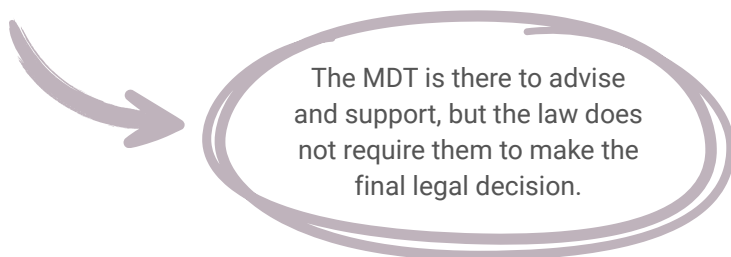 The MDT is there to advise
and support, but the law does
not require them to make the
final legal decision.